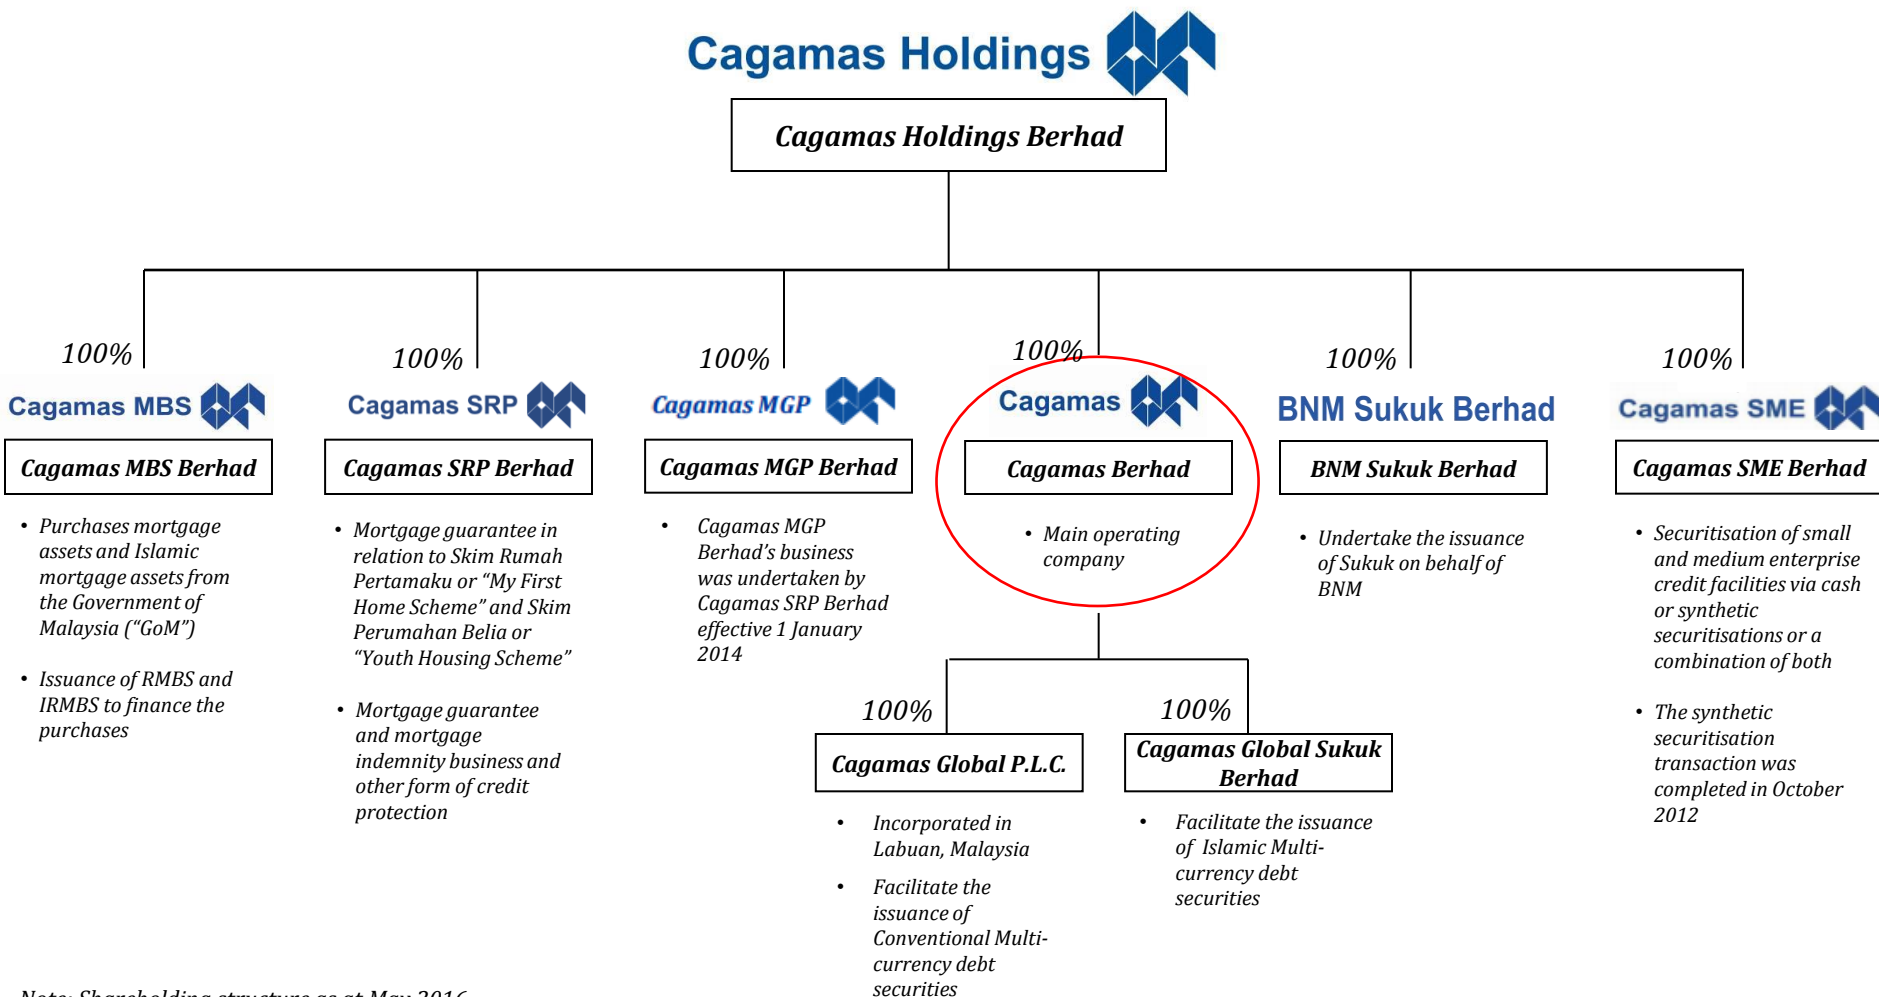 Cagamas Holdings
Cagamas Holdings Berhad
100%
Cagamas MBS
Cagamas MBS Berhad
• Purchases mortgage
assets and Islamic
mortgage assets from
the Government of
Malaysia (“GoM”)
• Issuance of RMBS and
IRMBS to finance the
purchases
100%
Cagamas SRP
Cagamas SRP Berhad
• Mortgage guarantee in
relation to Skim Rumah
Pertamaku or “My First
Home Scheme” and Skim
Perumahan Belia or
“Youth Housing Scheme”
• Mortgage guarantee
and mortgage
indemnity business and
other form of credit
protection
100%
Cagamas MGP
Cagamas MGP Berhad
• Cagamas MGP
Berhad’s business
was undertaken by
Cagamas SRP Berhad
effective 1 January
2014
100%
Cagamas
Cagamas Berhad
• Main operating
company
100%
BNM Sukuk Berhad
BNM Sukuk Berhad
• Undertake the issuance
of Sukuk on behalf of
BNM
100%
Cagamas SME
Cagamas SME Berhad
• Securitisation of small
and medium enterprise
credit facilities via cash
or synthetic
securitisations or a
combination of both
• The synthetic
securitisation
transaction was
completed in October
2012
100%
Cagamas Global P.L.C.
• Incorporated in
Labuan, Malaysia
• Facilitate the
issuance of
Conventional Multi-
currency debt
securities
100%
Cagamas Global Sukuk
Berhad
• Facilitate the issuance
of Islamic Multi-
currency debt
securities
Note: Shareholding structure as at May 2016